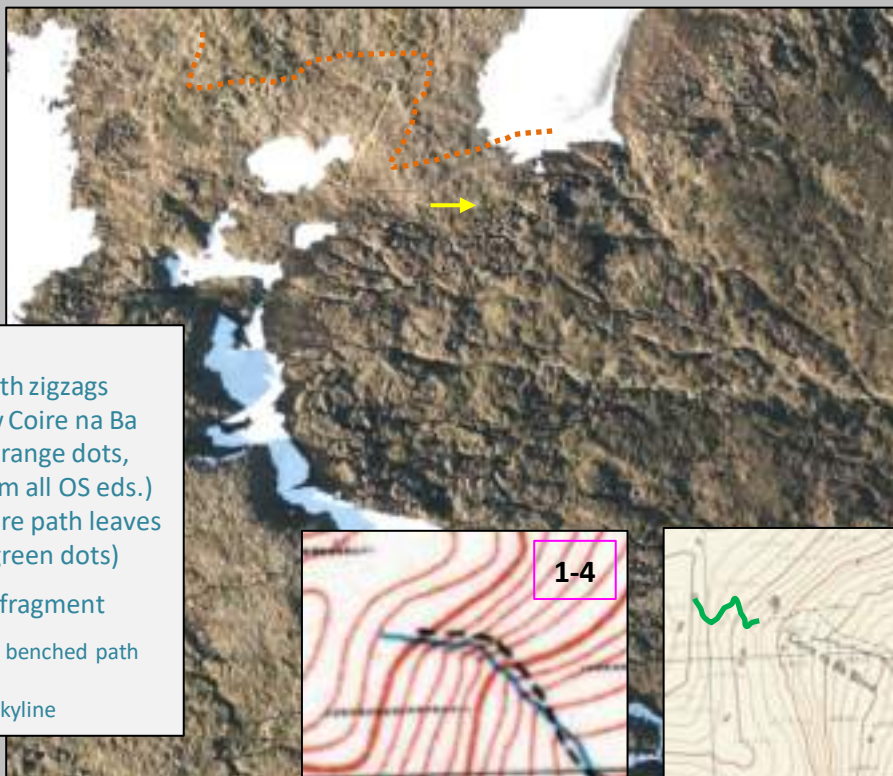 th zigzags
Coire na Ba
range dots,
m all OS eds.)
re path leaves
green dots)
fragment
benched path
kyline
1-4